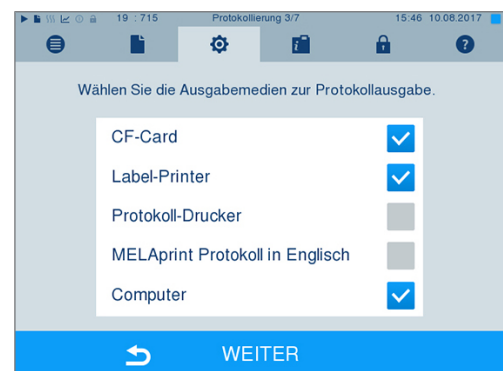 19 : 715 Protokollierung 3/7 15:46 10.08.2017
Wählen Sie die Ausgabemedien zur Protokollausgabe.
CF-Card
Label-Printer
Protokoll-Drucker
MELAprint Protokoll in Englisch
Computer
WEITER